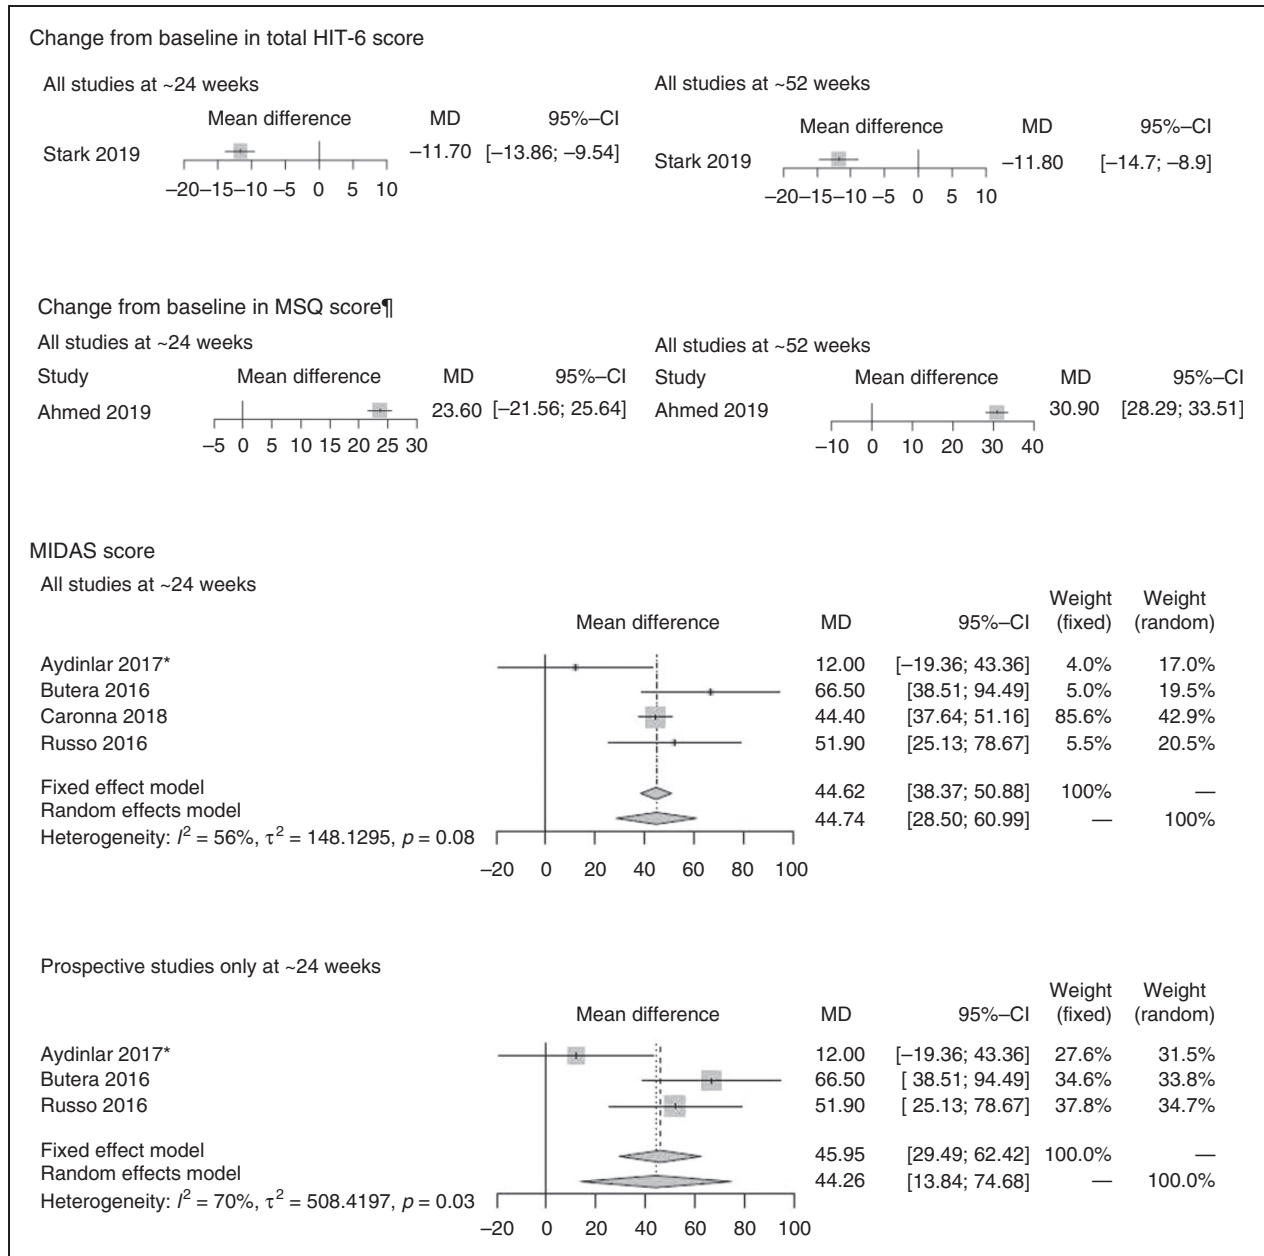 Change from baseline in total HIT-6 score
All studies at ~24 weeks
Mean difference MD 95%–CI
Stark 2019 –11.70 [–13.86; –9.54]
–20–15–10 –5 0 5 10
All studies at ~52 weeks
Mean difference MD 95%–CI
Stark 2019 –11.80 [–14.7; –8.9]
–20–15–10 –5 0 5 10
Change from baseline in MSQ score¶
All studies at ~24 weeks
Study Mean difference MD 95%–CI
Ahmed 2019 23.60 [–21.56; 25.64]
–5 0 5 10 15 20 25 30
All studies at ~52 weeks
Study Mean difference MD 95%–CI
Ahmed 2019 30.90 [28.29; 33.51]
–10 0 10 20 30 40
MIDAS score
All studies at ~24 weeks
Mean difference MD 95%–CI Weight (fixed) Weight (random)
Aydinlar 2017* 12.00 [–19.36; 43.36] 4.0% 17.0%
Butera 2016 66.50 [38.51; 94.49] 5.0% 19.5%
Caronna 2018 44.40 [37.64; 51.16] 85.6% 42.9%
Russo 2016 51.90 [25.13; 78.67] 5.5% 20.5%
Fixed effect model 44.62 [38.37; 50.88] 100% —
Random effects model 44.74 [28.50; 60.99] — 100%
Heterogeneity: I² = 56%, τ² = 148.1295, p = 0.08
–20 0 20 40 60 80 100
Prospective studies only at ~24 weeks
Mean difference MD 95%–CI Weight (fixed) Weight (random)
Aydinlar 2017* 12.00 [–19.36; 43.36] 27.6% 31.5%
Butera 2016 66.50 [ 38.51; 94.49] 34.6% 33.8%
Russo 2016 51.90 [ 25.13; 78.67] 37.8% 34.7%
Fixed effect model 45.95 [29.49; 62.42] 100.0% —
Random effects model 44.26 [13.84; 74.68] — 100.0%
Heterogeneity: I² = 70%, τ² = 508.4197, p = 0.03
–20 0 20 40 60 80 100